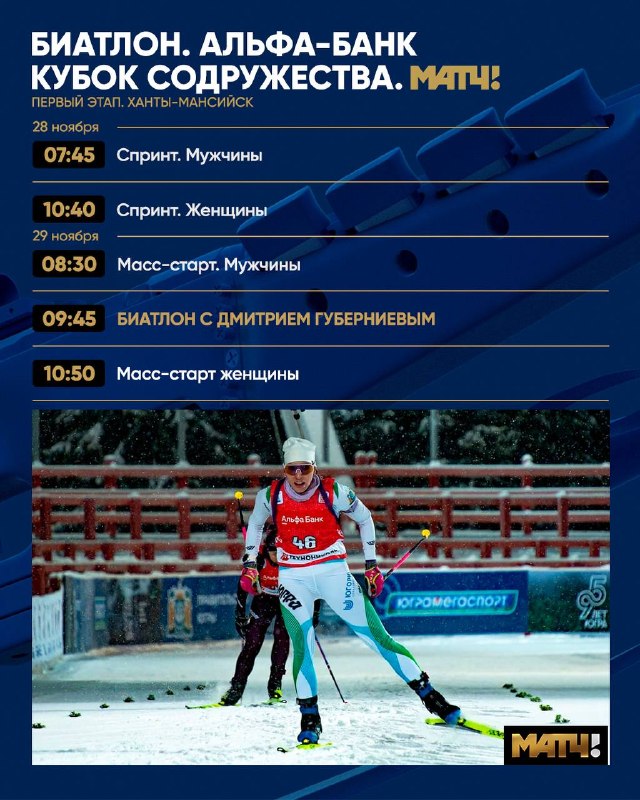 БИАТЛОН. АЛЬФА-БАНК
КУБОК СОДРУЖЕСТВА. МАТЧ!
ПЕРВЫЙ ЭТАП. ХАНТЫ-МАНСИЙСК
28 ноября
07:45 Спринт. Мужчины
10:40 Спринт. Женщины
29 ноября
08:30 Масс-старт. Мужчины
09:45 БИАТЛОН С ДМИТРИЕМ ГУБЕРНИЕВЫМ
10:50 Масс-старт женщины
Альфа Банк
46
ЮГРАМЕГАСПОРТ
95
ЛЕТ
ЮГРА
МАТЧ!